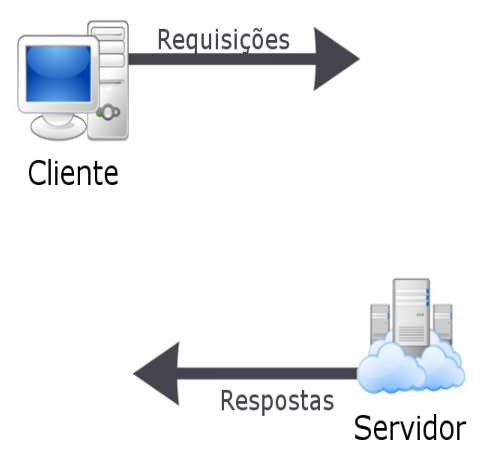 Requisições
Cliente
Respostas
Servidor